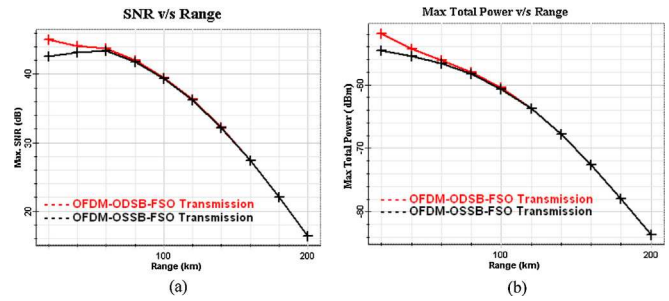 SNR v/s Range
Max. SNR (dB)
40
30
20
OFDM-ODSB-FSO Transmission
OFDM-OSSB-FSO Transmission
100
200
Range (km)
(a)
Max Total Power v/s Range
Max Total Power (dBm)
-60
-70
-80
OFDM-ODSB-FSO Transmission
OFDM-OSSB-FSO Transmission
100
200
Range (km)
(b)